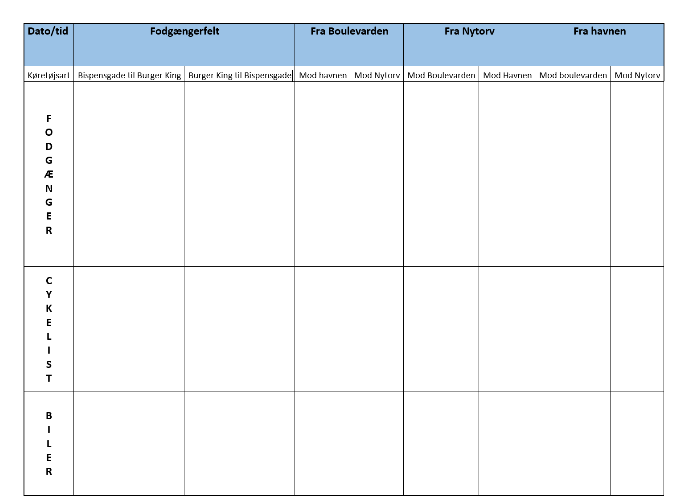 Dato/tid Fodgængerfelt Fra Boulevarden Fra Nytorv Fra havnen
Køretøjsart Bispensgade til Burger King Burger King til Bispensgade Mod havnen Mod Nytorv Mod Boulevarden Mod Havnen Mod boulevarden Mod Nytorv
F
O
D
G
Æ
N
G
E
R
C
Y
K
E
L
I
S
T
B
I
L
E
R